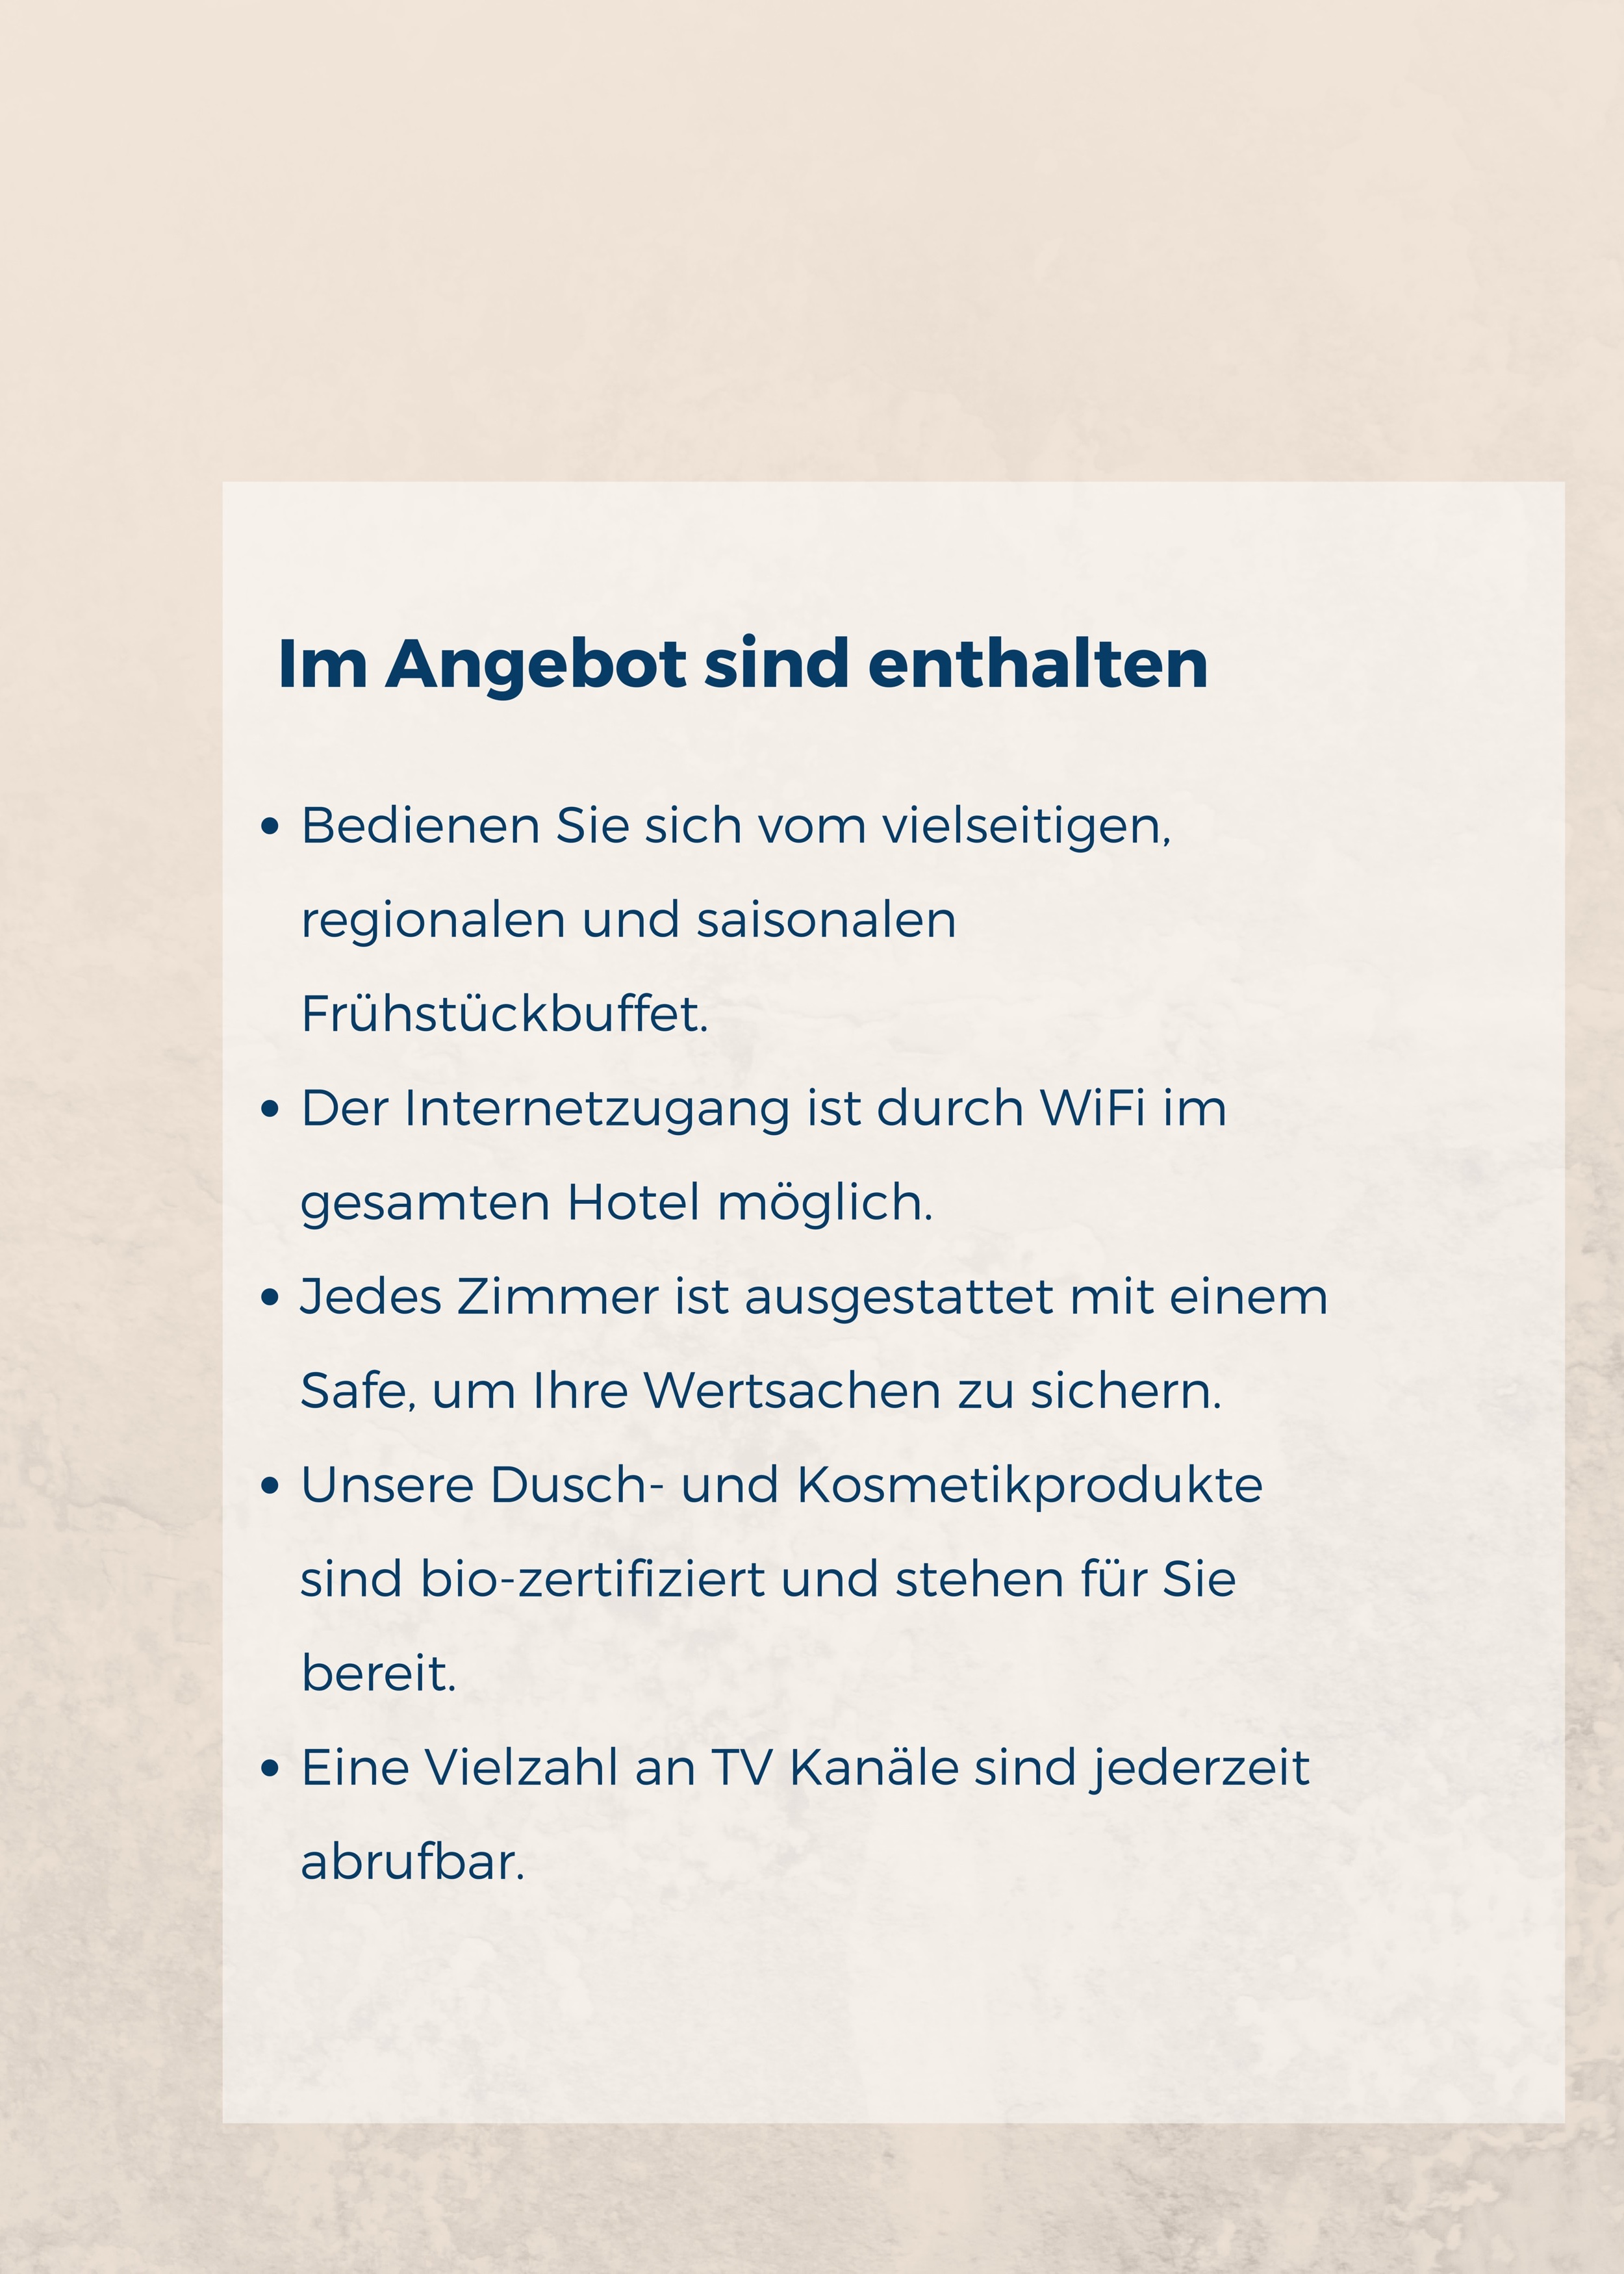 Im Angebot sind enthalten
• Bedienen Sie sich vom vielseitigen,
regionalen und saisonalen
Frühstückbuffet.
• Der Internetzugang ist durch WiFi im
gesamten Hotel möglich.
• Jedes Zimmer ist ausgestattet mit einem
Safe, um Ihre Wertsachen zu sichern.
• Unsere Dusch- und Kosmetikprodukte
sind bio-zertifiziert und stehen für Sie
bereit.
• Eine Vielzahl an TV Kanäle sind jederzeit
abrufbar.